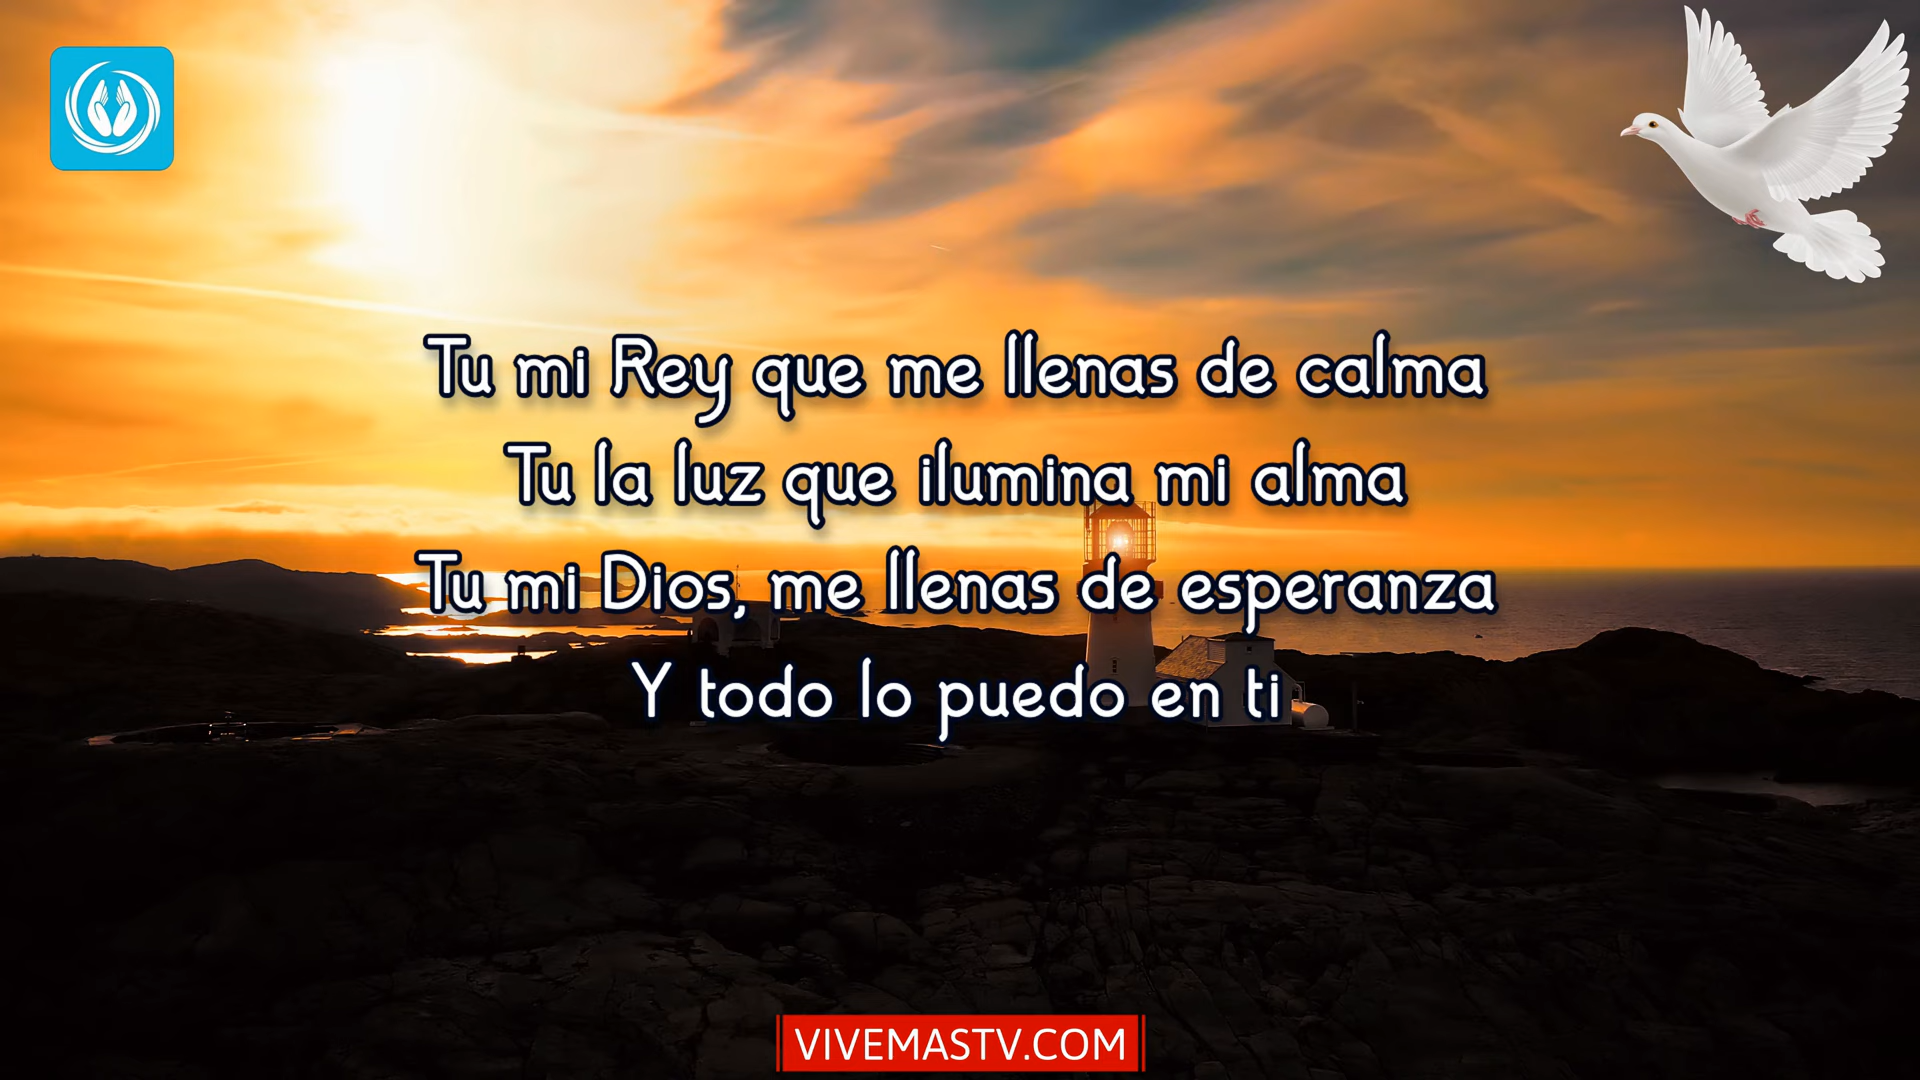 Tu mi Rey que me llenas de calma
Tu la luz que ilumina mi alma
Tu mi Dios, me llenas de esperanza
Y todo lo puedo en ti
VIVEMASTV.COM